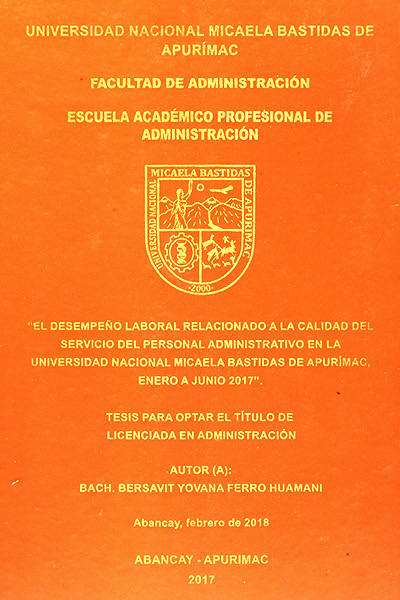 UNIVERSIDAD NACIONAL MICAELA BASTIDAS DE
APURÍMAC
FACULTAD DE ADMINISTRACIÓN
ESCUELA ACADÉMICO PROFESIONAL DE
ADMINISTRACIÓN
UNIVERSIDAD NACIONAL
MICAELA BASTIDAS
DE APURIMAC
-2000-
"EL DESEMPEÑO LABORAL RELACIONADO A LA CALIDAD DEL
SERVICIO DEL PERSONAL ADMINISTRATIVO EN LA
UNIVERSIDAD NACIONAL MICAELA BASTIDAS DE APURÍMAC,
ENERO A JUNIO 2017".
TESIS PARA OPTAR EL TÍTULO DE
LICENCIADA EN ADMINISTRACIÓN
AUTOR (A):
BACH. BERSAVIT YOVANA FERRO HUAMANI
Abancay, febrero de 2018
ABANCAY - APURIMAC
2017